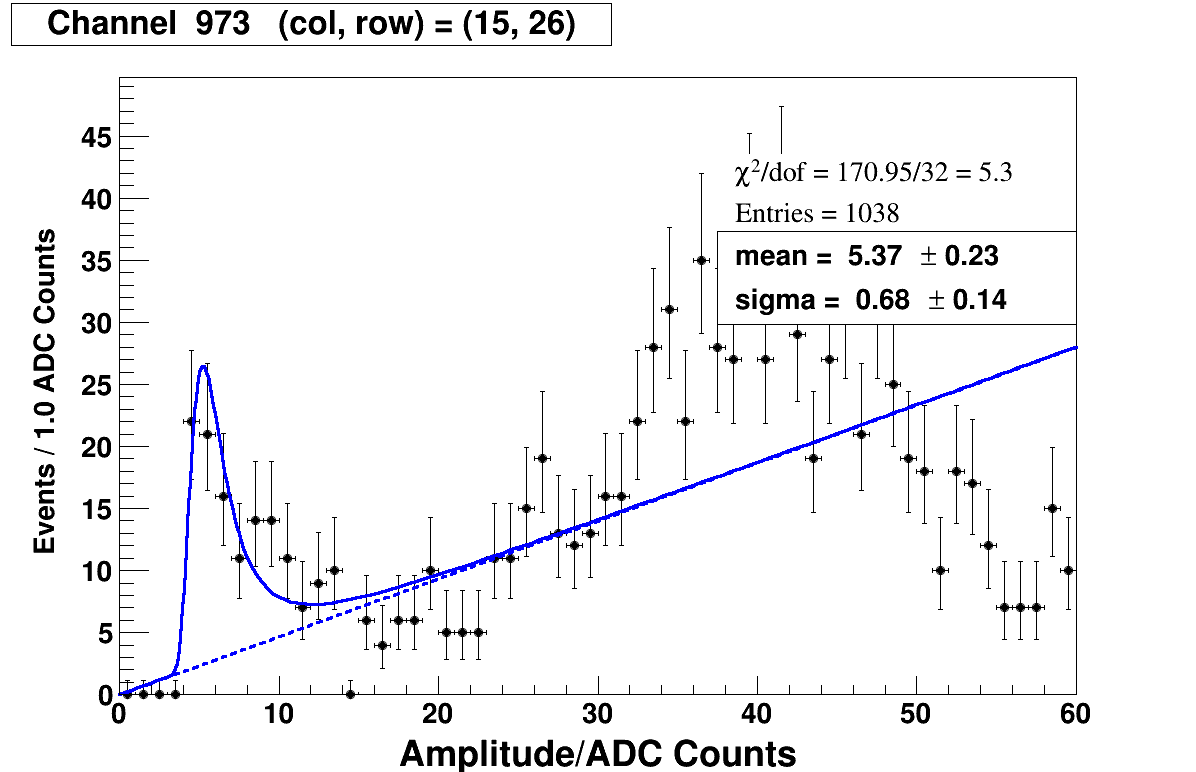 Channel 973 (col, row) = (15, 26)
χ²/dof = 170.95/32 = 5.3
Entries = 1038
mean = 5.37 ± 0.23
sigma = 0.68 ± 0.14
Events / 1.0 ADC Counts
45
40
35
30
25
20
15
10
5
0
0 10 20 30 40 50 60
Amplitude/ADC Counts